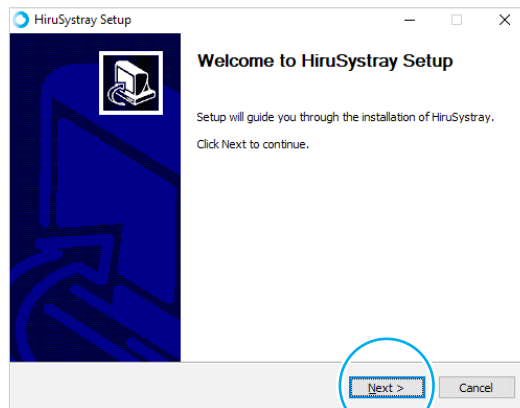 HiruSystray Setup
Welcome to HiruSystray Setup
Setup will guide you through the installation of HiruSystray.
Click Next to continue.
Next >
Cancel